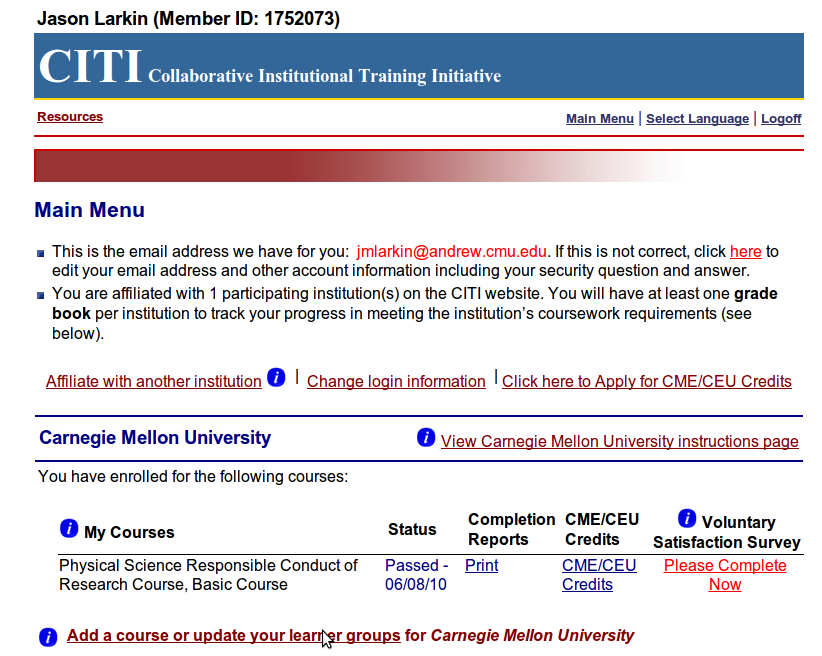 Jason Larkin (Member ID: 1752073)
CITI Collaborative Institutional Training Initiative
Resources
Main Menu | Select Language | Logoff
Main Menu
This is the email address we have for you: jmlarkin@andrew.cmu.edu. If this is not correct, click here to
edit your email address and other account information including your security question and answer.
You are affiliated with 1 participating institution(s) on the CITI website. You will have at least one grade
book per institution to track your progress in meeting the institution's coursework requirements (see
below).
Affiliate with another institution i | Change login information | Click here to Apply for CME/CEU Credits
Carnegie Mellon University
i View Carnegie Mellon University instructions page
You have enrolled for the following courses:
i My Courses
Status
Completion
Reports
CME/CEU
Credits
i Voluntary
Satisfaction Survey
Physical Science Responsible Conduct of
Research Course, Basic Course
Passed -
06/08/10
Print
CME/CEU
Credits
Please Complete
Now
i Add a course or update your learner groups for Carnegie Mellon University